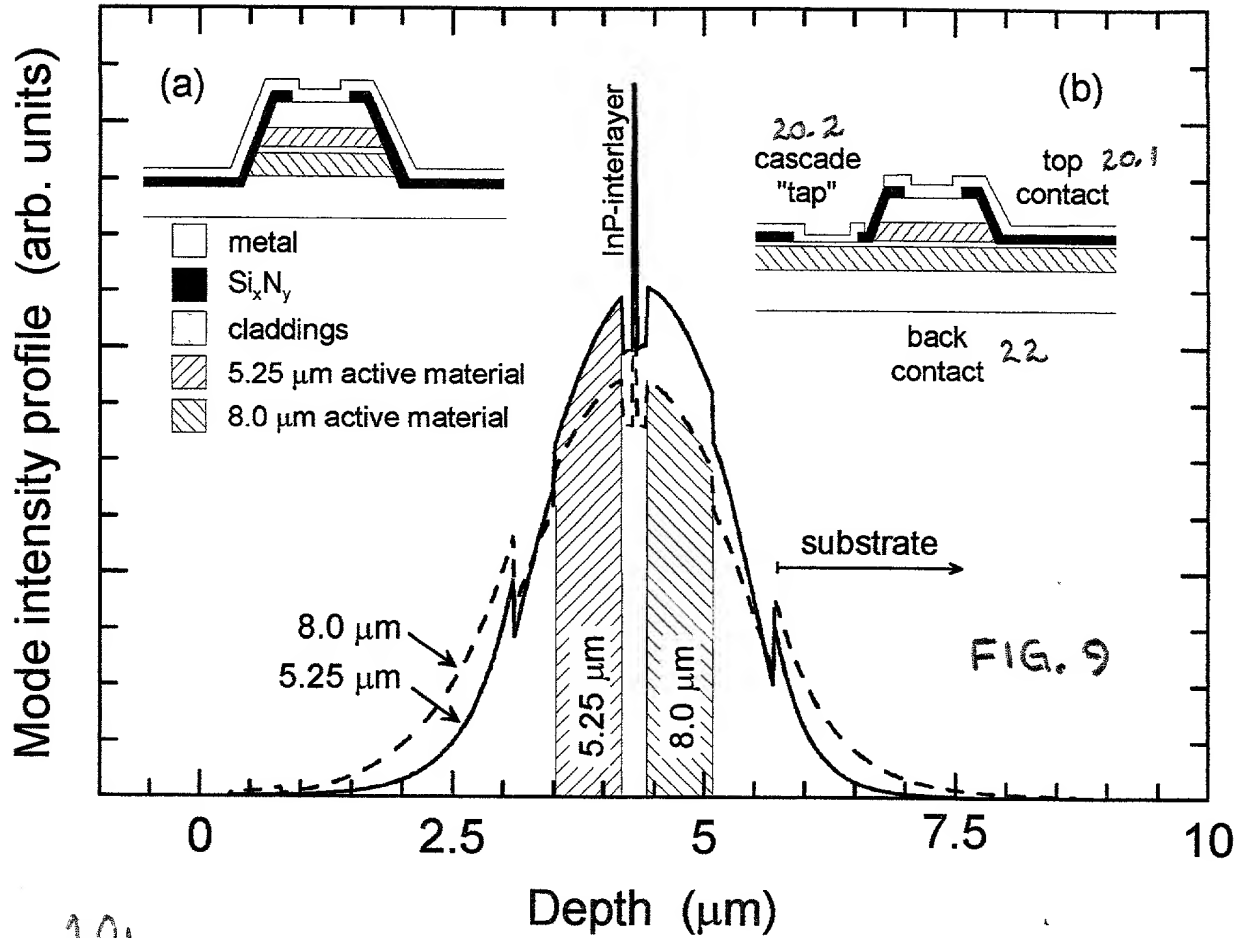 Mode intensity profile (arb. units)
(a)
metal
SixNy
claddings
5.25 μm active material
8.0 μm active material
InP-interlayer
(b)
20.2
cascade
"tap"
top 20.1
contact
back 22
contact
substrate
8.0 μm
5.25 μm
5.25 μm
8.0 μm
FIG. 9
0 2.5 5 7.5 10
Depth (μm)